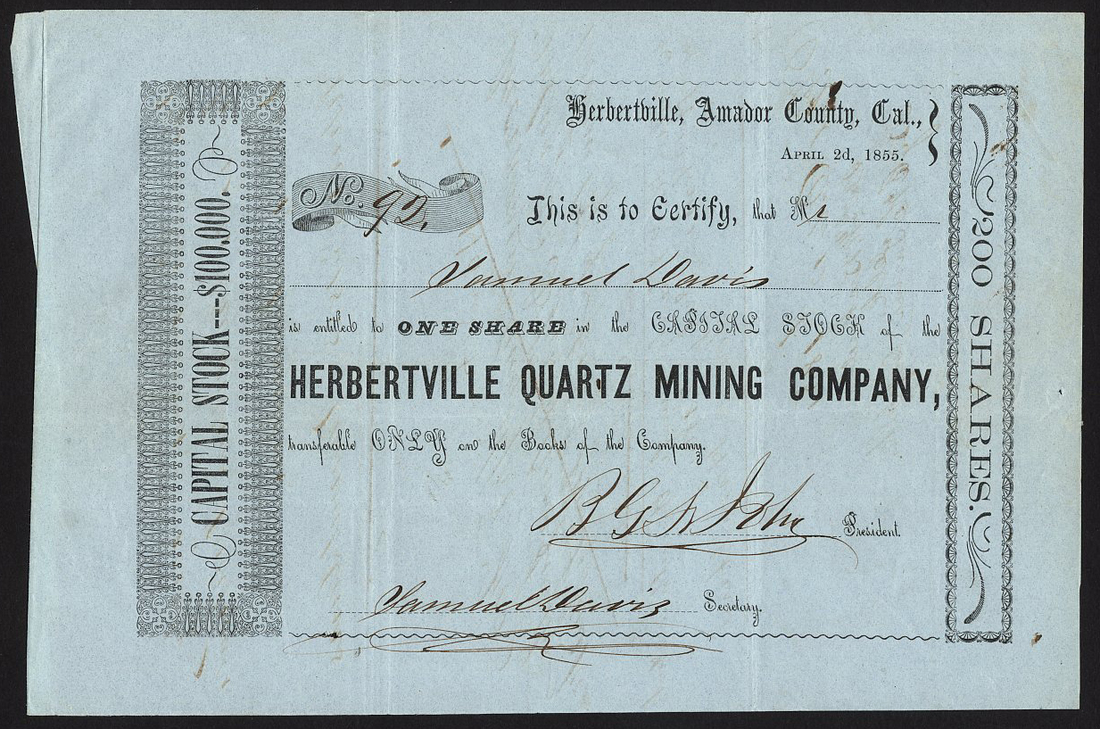 Herbertville, Amador County, Cal.,
April 2d, 1855.
No. 92.
This is to Certify, that Mr
Samuel Davis
is entitled to ONE SHARE in the CAPITAL STOCK of the
HERBERTVILLE QUARTZ MINING COMPANY,
transferable ONLY on the Books of the Company.
President.
Samuel Davis Secretary.
CAPITAL STOCK---$100,000.
200 SHARES.